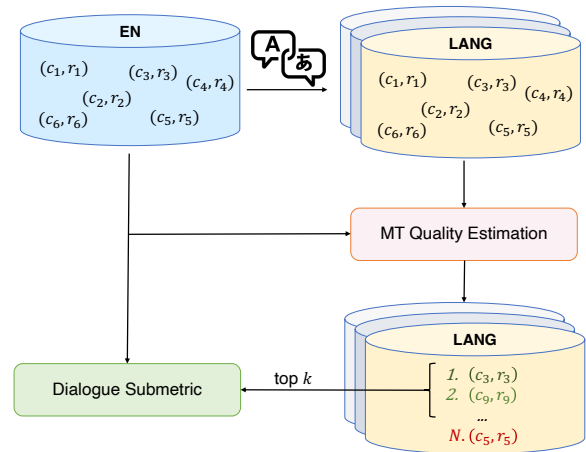 EN
(c₁, r₁) (c₃, r₃) (c₄, r₄)
(c₂, r₂)
(c₆, r₆) (c₅, r₅)
A あ
LANG
(c₁, r₁) (c₃, r₃) (c₄, r₄)
(c₂, r₂)
(c₆, r₆) (c₅, r₅)
MT Quality Estimation
LANG
1. (c₃, r₃)
2. (c₉, r₉)
...
N. (c₅, r₅)
top k
Dialogue Submetric